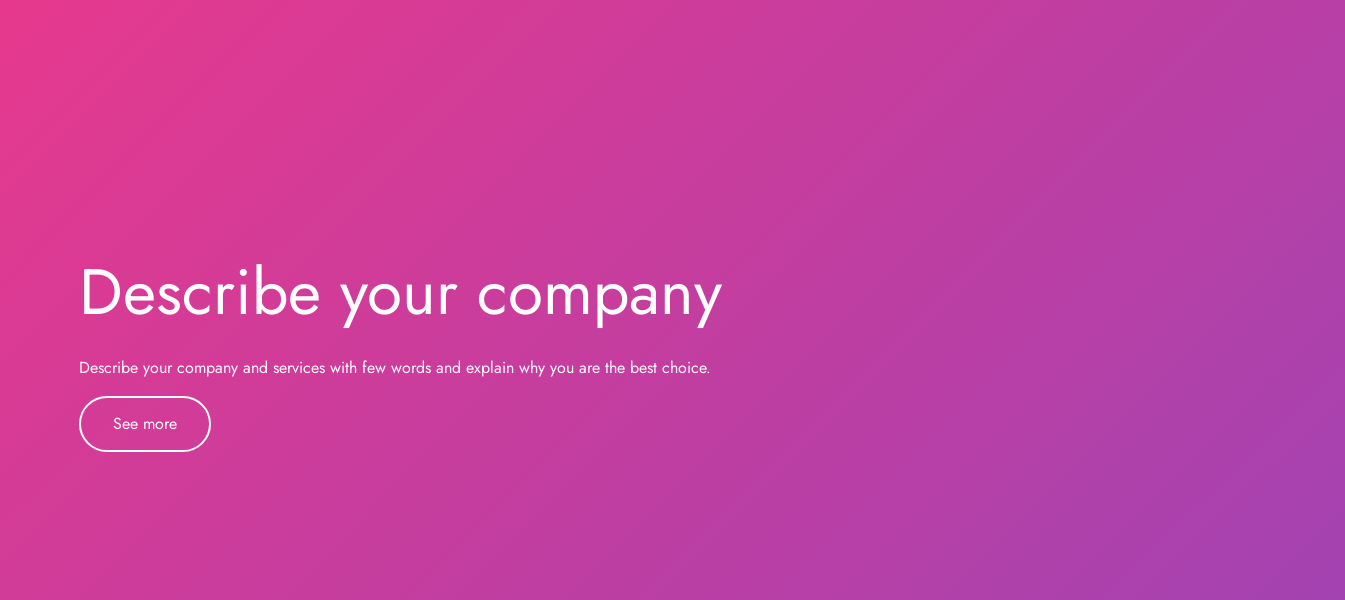 Describe your company
Describe your company and services with few words and explain why you are the best choice.
See more